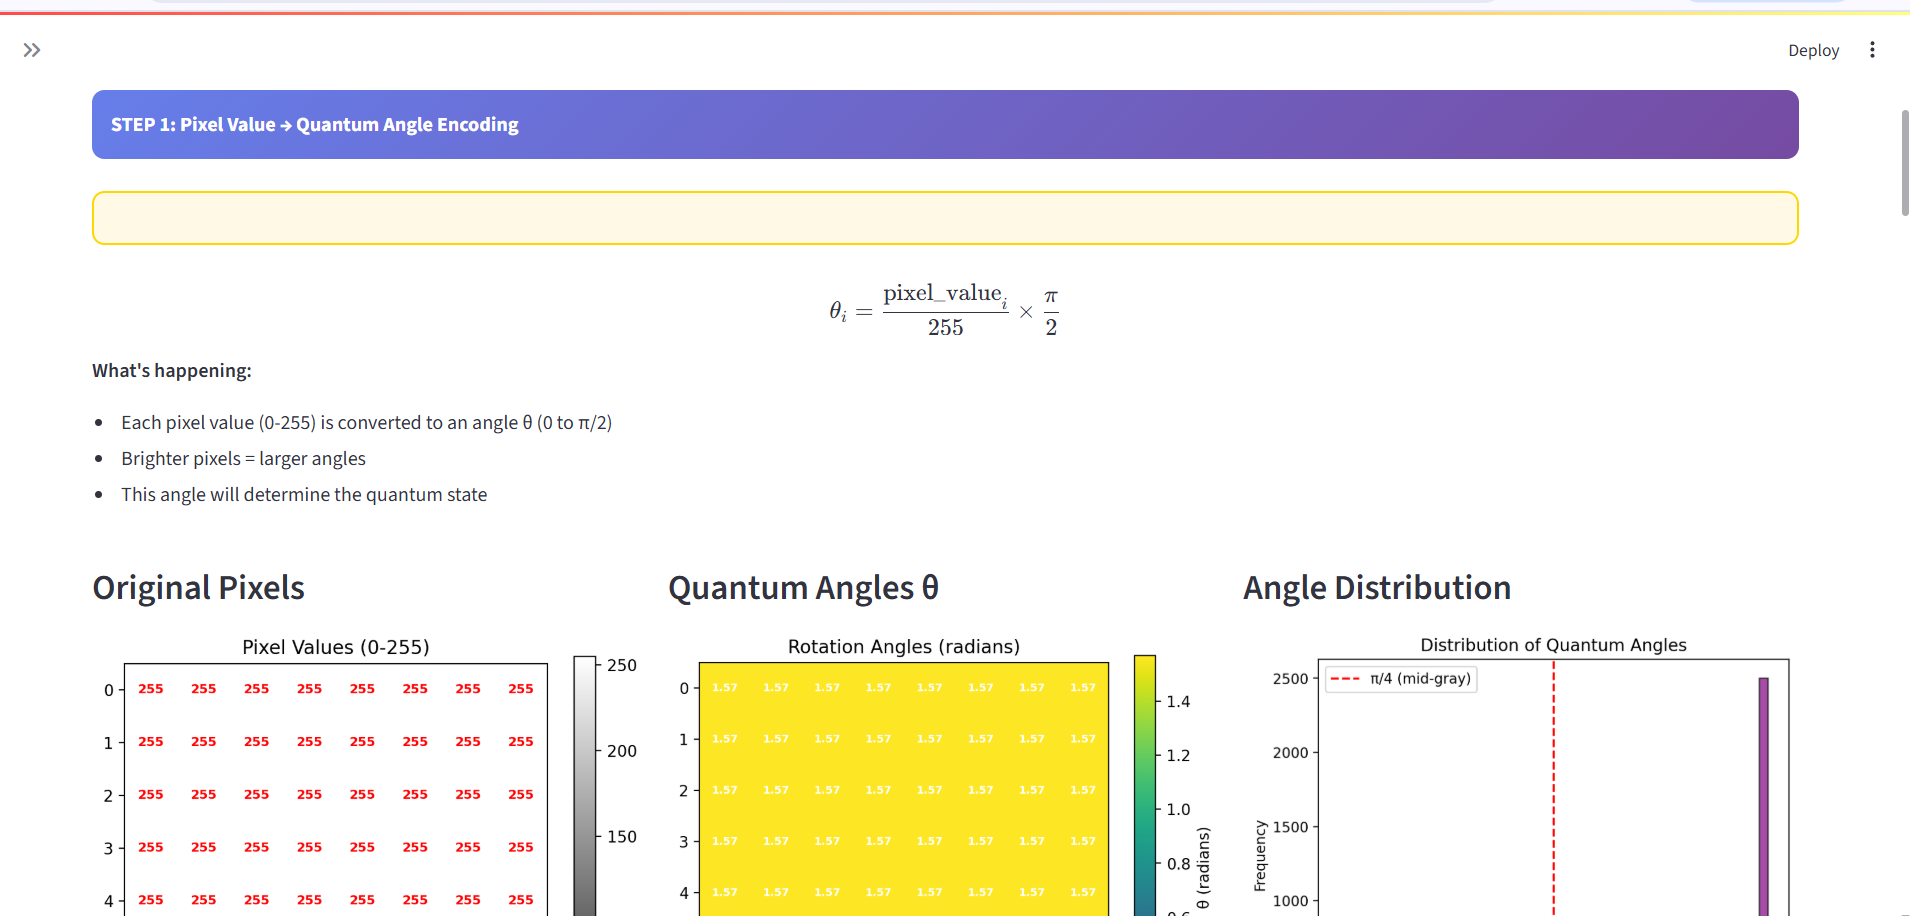 Deploy
STEP 1: Pixel Value → Quantum Angle Encoding
θᵢ = pixel_valueᵢ / 255 × π / 2
What's happening:
• Each pixel value (0-255) is converted to an angle θ (0 to π/2)
• Brighter pixels = larger angles
• This angle will determine the quantum state
Original Pixels
Pixel Values (0-255)
0 255 255 255 255 255 255 255 255
1 255 255 255 255 255 255 255 255
2 255 255 255 255 255 255 255 255
3 255 255 255 255 255 255 255 255
4 255 255 255 255 255 255 255 255
250
200
150
Quantum Angles θ
Rotation Angles (radians)
0 1.57 1.57 1.57 1.57 1.57 1.57 1.57 1.57
1 1.57 1.57 1.57 1.57 1.57 1.57 1.57 1.57
2 1.57 1.57 1.57 1.57 1.57 1.57 1.57 1.57
3 1.57 1.57 1.57 1.57 1.57 1.57 1.57 1.57
4 1.57 1.57 1.57 1.57 1.57 1.57 1.57 1.57
1.4
1.2
1.0
0.8
θ (radians)
Angle Distribution
Distribution of Quantum Angles
π/4 (mid-gray)
2500
2000
1500
1000
Frequency